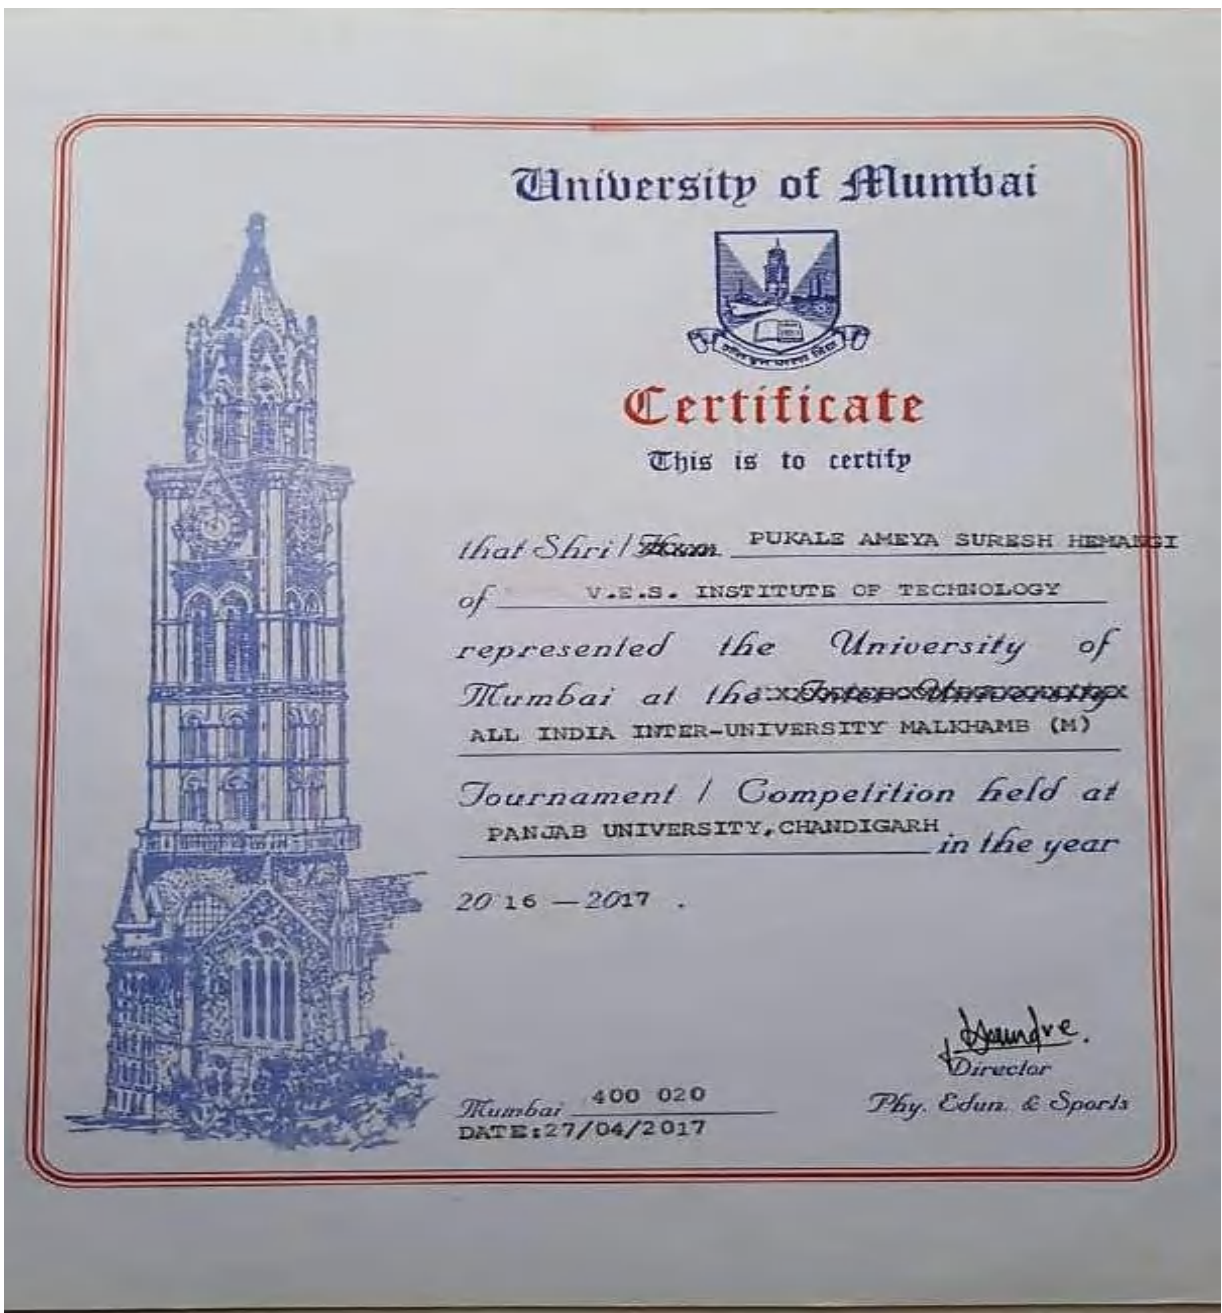 University of Mumbai
Certificate
This is to certify
that Shri / PUKALE AMEYA SURESH HEMANGI
of V.E.S. INSTITUTE OF TECHNOLOGY
represented the University of
Mumbai at the Inter University
ALL INDIA INTER-UNIVERSITY MALKHAMB (M)
Tournament / Competition held at
PANJAB UNIVERSITY,CHANDIGARH in the year
2016 — 2017 .
Director
Mumbai 400 020
Phy. Edun. & Sports
DATE:27/04/2017